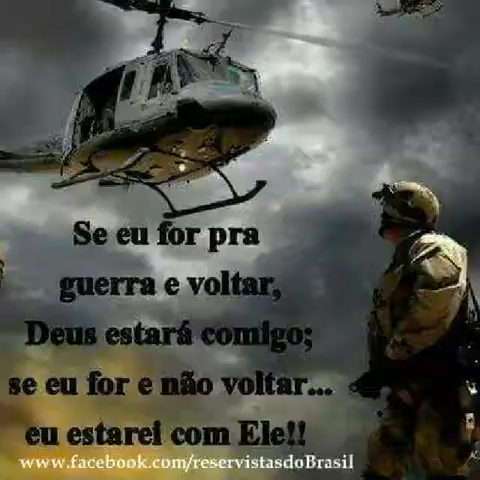 Se eu for pra
guerra e voltar,
Deus estará comigo;
se eu for e não voltar...
eu estarei com Ele!!
www.facebook.com/reservistasdoBrasil